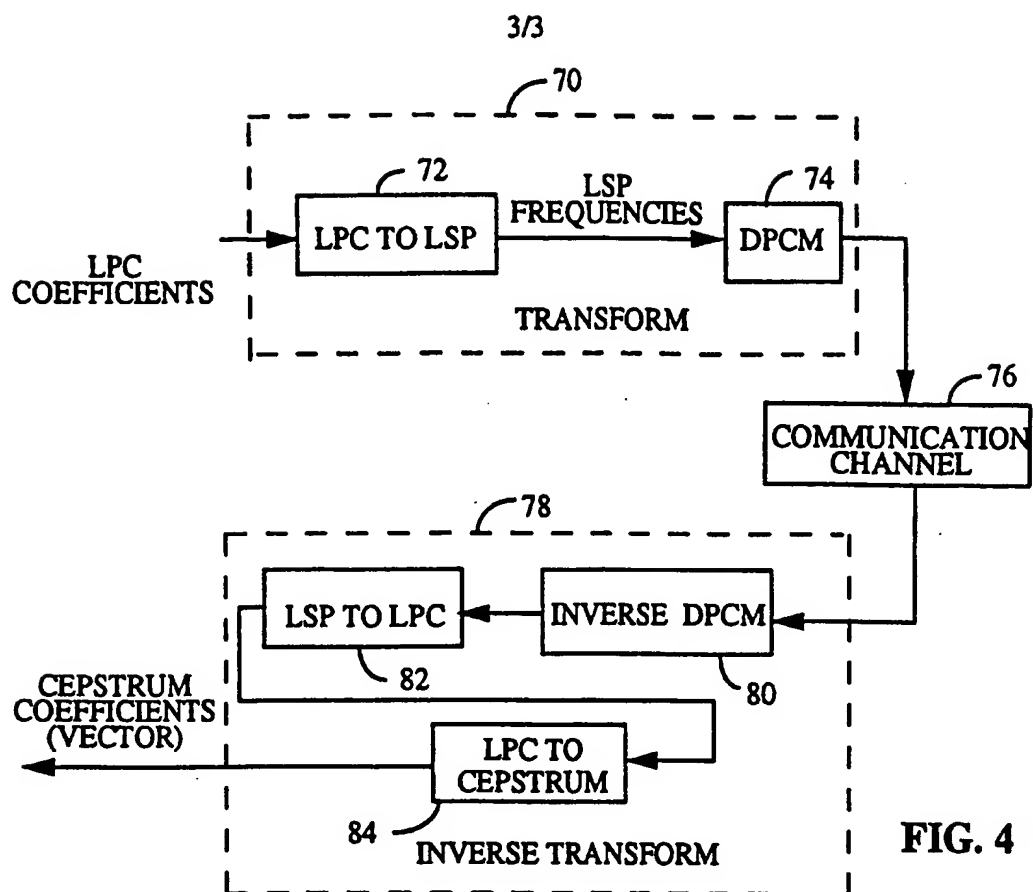 3/3
70
72
LPC TO LSP
LSP
FREQUENCIES
74
DPCM
LPC
COEFFICIENTS
TRANSFORM
76
COMMUNICATION
CHANNEL
78
LSP TO LPC
82
INVERSE DPCM
80
CEPSTRUM
COEFFICIENTS
(VECTOR)
LPC TO
CEPSTRUM
84
INVERSE TRANSFORM
FIG. 4